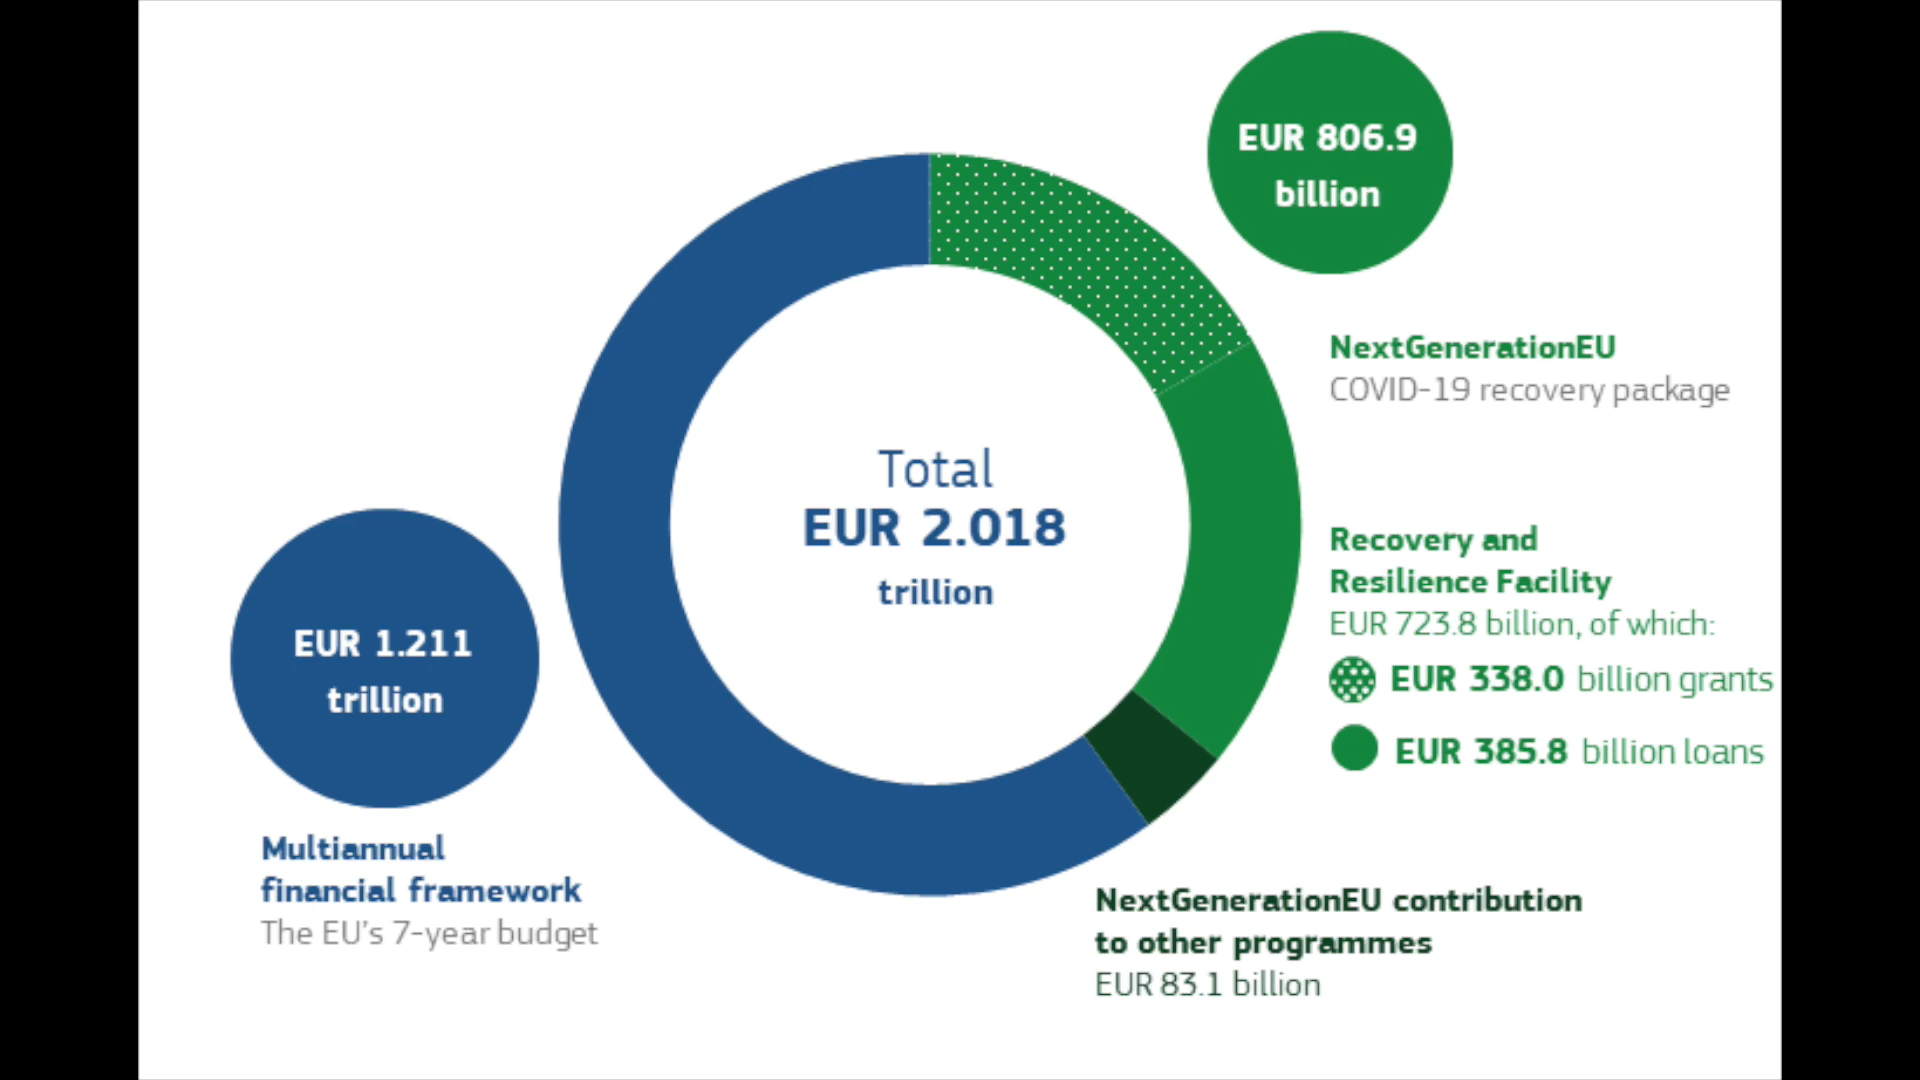 EUR 806.9
billion
NextGenerationEU
COVID-19 recovery package
Total
EUR 2.018
trillion
Recovery and
Resilience Facility
EUR 723.8 billion, of which:
EUR 338.0 billion grants
EUR 385.8 billion loans
EUR 1.211
trillion
Multiannual
financial framework
The EU's 7-year budget
NextGenerationEU contribution
to other programmes
EUR 83.1 billion